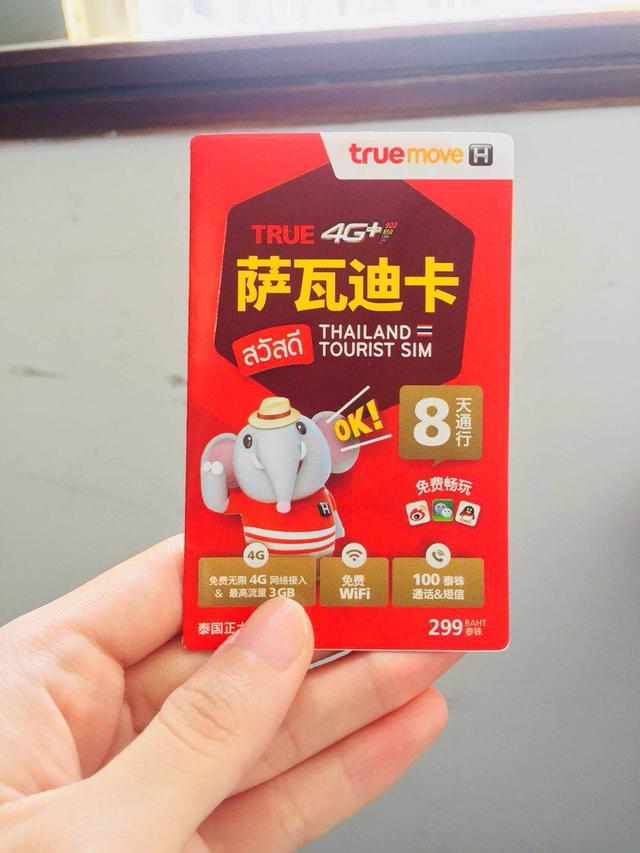 truemove H
TRUE 4G+ 900
850
萨瓦迪卡
สวัสดี
THAILAND
TOURIST SIM
OK!
8 天通行
免费畅玩
H
4G
免费无限 4G 网络接入
& 最高流量 3GB
免费
WiFi
100 泰铢
通话&短信
泰国正
299 BAHT
泰铢